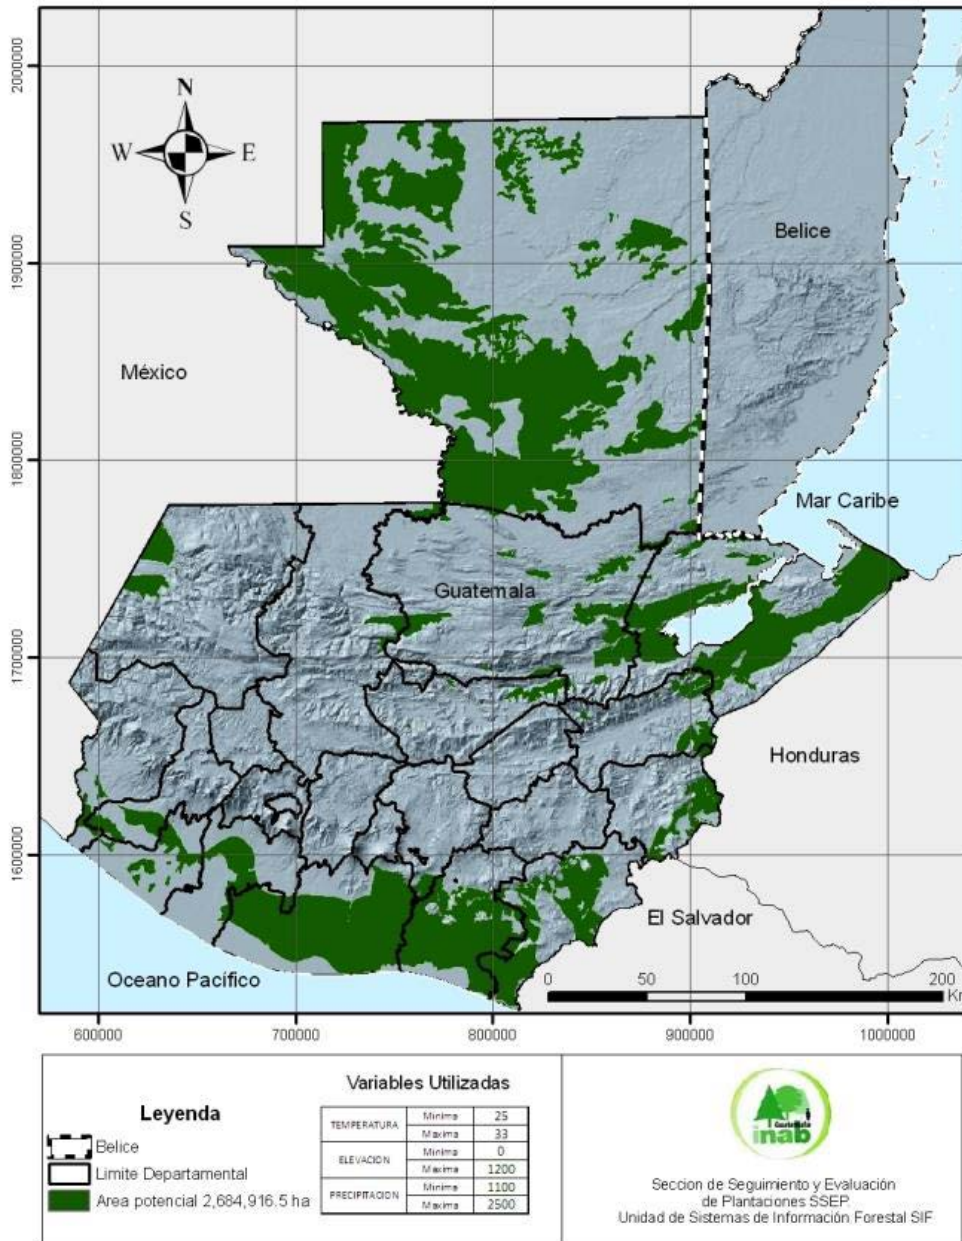 N
W E
S
2000000
1900000
1800000
1700000
1600000
Belice
México
Mar Caribe
Guatemala
Honduras
El Salvador
Oceano Pacífico
0 50 100 200
Km
600000 700000 800000 900000 1000000
Leyenda
Belice
Limite Departamental
Area potencial 2,684,916.5 ha
Variables Utilizadas
TEMPERATURA Minima 25
Maxima 33
ELEVACION Minima 0
Maxima 1200
PRECIPITACION Minima 1100
Maxima 2500
Guatemala
inab
Seccion de Seguimiento y Evaluación
de Plantaciones SSEP.
Unidad de Sistemas de Información Forestal SIF